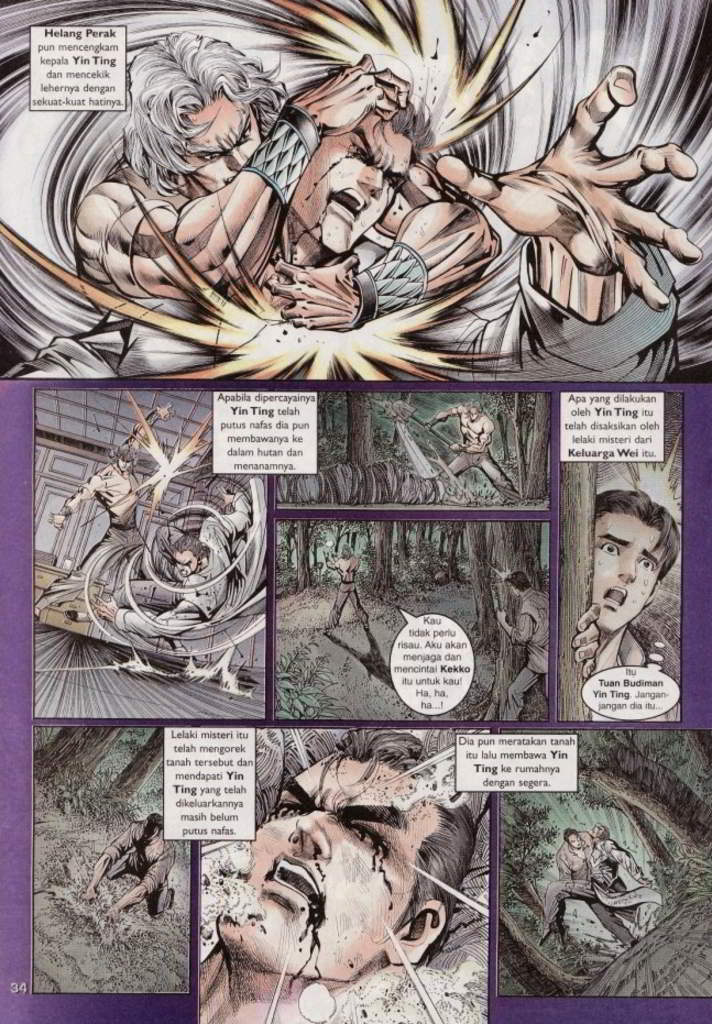 Helang Perak
pun mencengkam
kepala Yin Ting
dan mencekik
lehernya dengan
sekuat-kuat hatinya.
Apabila dipercayainya
Yin Ting telah
putus nafas dia pun
membawanya ke
dalam hutan dan
menanamnya.
Apa yang dilakukan
oleh Yin Ting itu
telah disaksikan oleh
lelaki misteri dari
Keluarga Wei itu.
Kau
tidak perlu
risau. Aku akan
menjaga dan
mencintai Kekko
itu untuk kau!
Ha, ha,
ha...!
Itu
Tuan Budiman
Yin Ting. Jangan-
jangan dia itu...
Lelaki misteri itu
telah mengorek
tanah tersebut dan
mendapati Yin
Ting yang telah
dikeluarkannya
masih belum
putus nafas.
Dia pun meratakan tanah
itu lalu membawa Yin
Ting ke rumahnya
dengan segera.
34